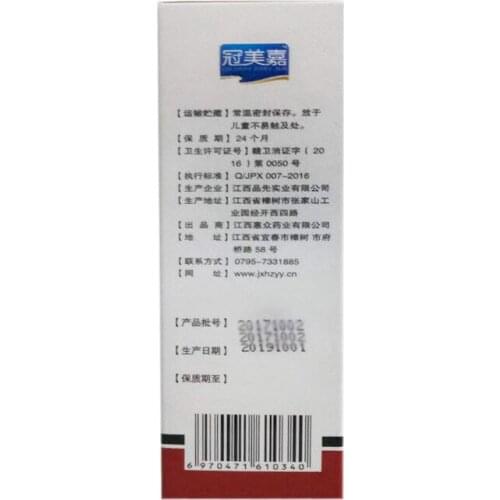 冠美嘉
【运输贮藏】常温密封保存。放于
儿童不易触及处。
【保 质 期】24个月
【卫生许可证号】赣卫消证字（20
16）第 0050号
【执行标准】Q/JPX 007-2016
【生产企业】江西品先实业有限公司
【生产地址】江西省樟树市张家山工
业园经开西四路
【出 品 商】江西惠众药业有限公司
【地 址】江西省宜春市樟树 市府
桥路 58 号
【联系方式】0795-7331885
【网 址】www.jxhzyy.cn
【产品批号】 20171002
20171002
【生产日期】 20191001
【保质期至】
6 970471 610340